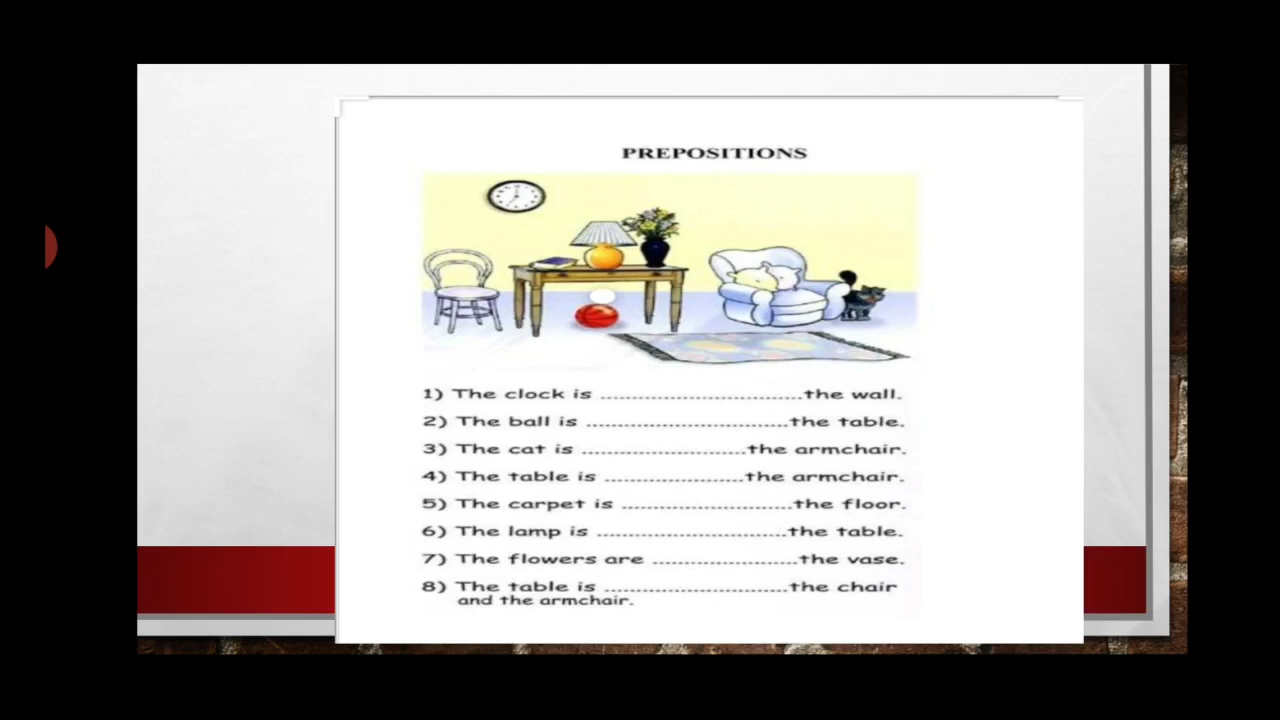 PREPOSITIONS
1) The clock is ................................the wall.
2) The ball is ................................the table.
3) The cat is ..........................the armchair.
4) The table is ......................the armchair.
5) The carpet is ...........................the floor.
6) The lamp is ..............................the table.
7) The flowers are .......................the vase.
8) The table is .............................the chair
and the armchair.